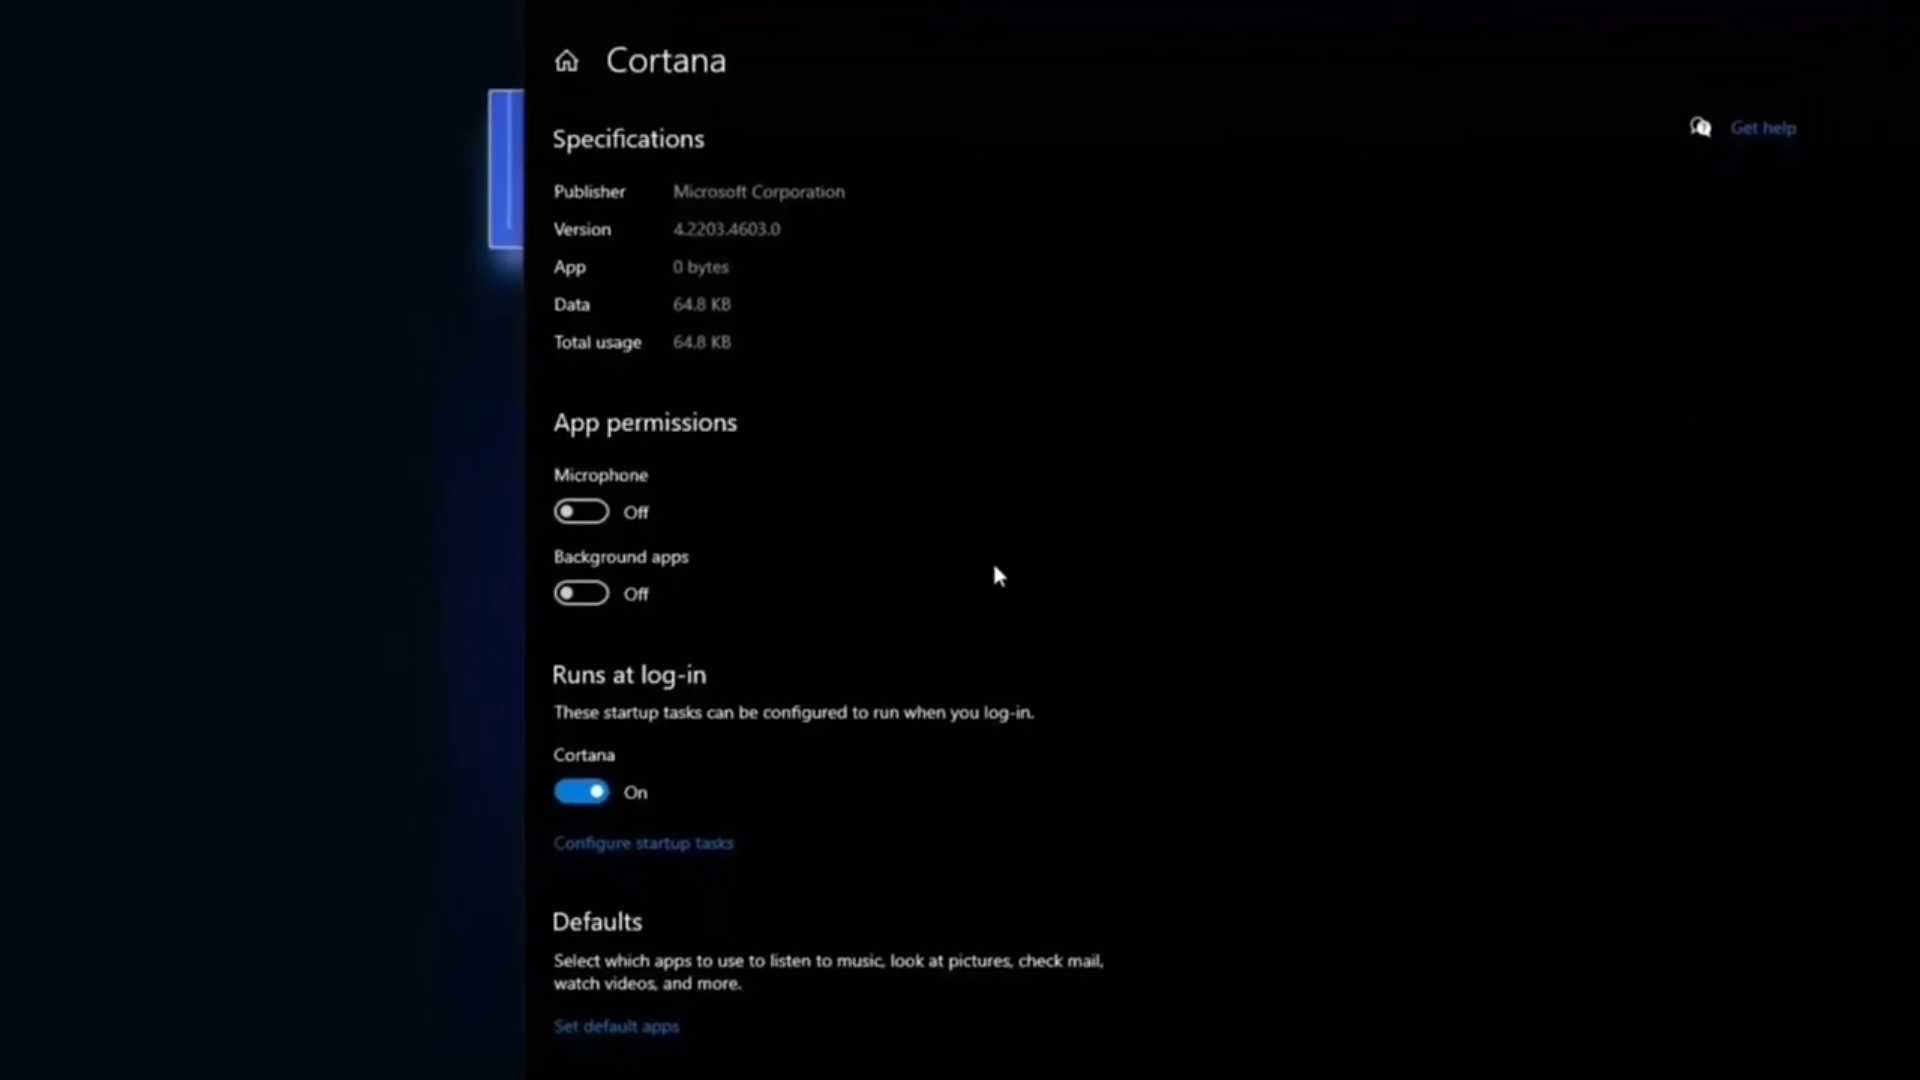 Cortana
Get help
Specifications
Publisher Microsoft Corporation
Version 4.2203.4603.0
App 0 bytes
Data 64.8 KB
Total usage 64.8 KB
App permissions
Microphone
Off
Background apps
Off
Runs at log-in
These startup tasks can be configured to run when you log-in.
Cortana
On
Configure startup tasks
Defaults
Select which apps to use to listen to music, look at pictures, check mail,
watch videos, and more.
Set default apps